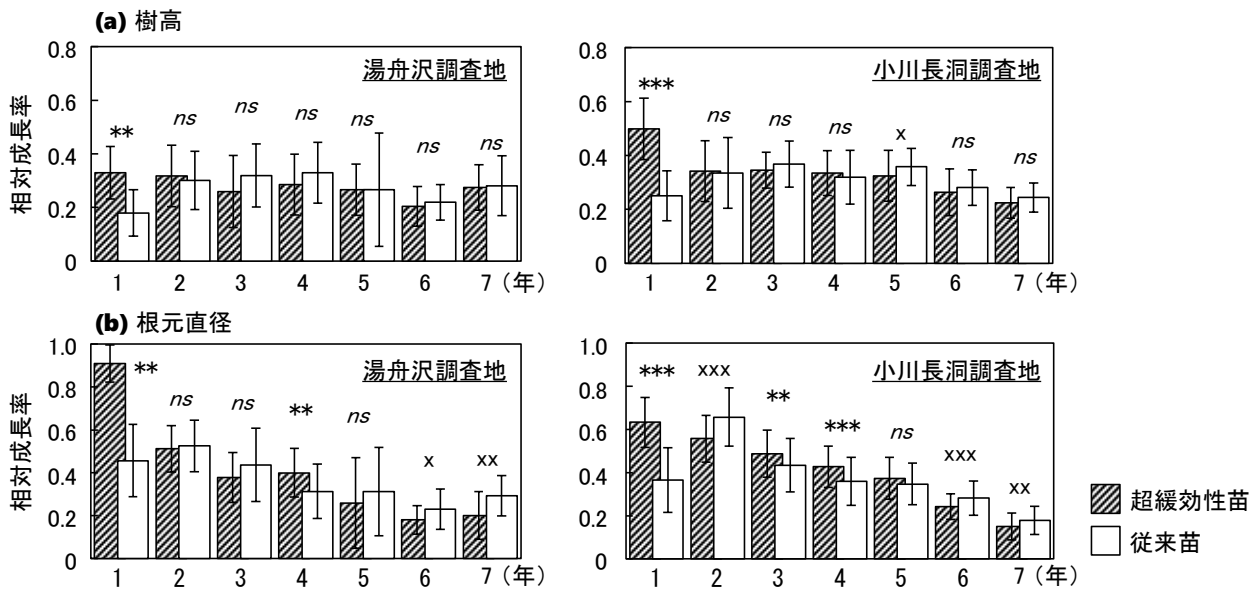 (a) 樹高
相対成長率
0.8
0.6
0.4
0.2
0
湯舟沢調査地
** ns ns ns ns ns ns
1 2 3 4 5 6 7 (年)
0.8
0.6
0.4
0.2
0
小川長洞調査地
*** ns ns ns x ns ns
1 2 3 4 5 6 7 (年)
(b) 根元直径
相対成長率
1.0
0.8
0.6
0.4
0.2
0
湯舟沢調査地
** ns ns ** ns x xx
1 2 3 4 5 6 7 (年)
1.0
0.8
0.6
0.4
0.2
0
小川長洞調査地
*** xxx ** *** ns xxx xx
1 2 3 4 5 6 7 (年)
超緩効性苗
従来苗